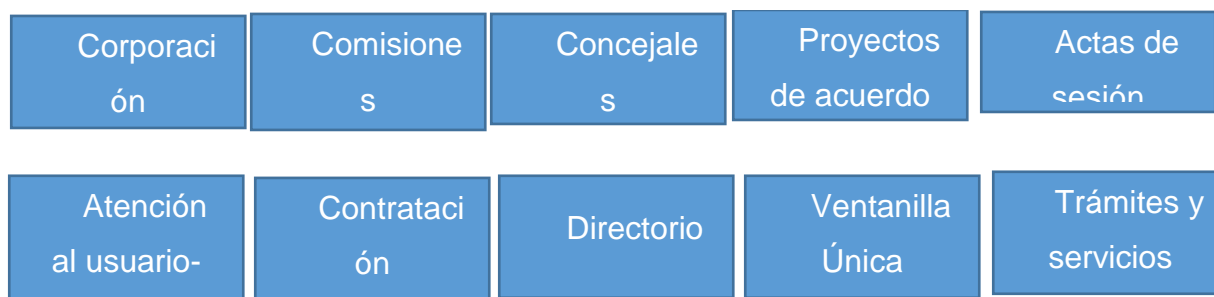 Corporaci
ón
Comisione
s
Concejale
s
Proyectos
de acuerdo
Actas de
sesión
Atención
al usuario-
Contrataci
ón
Directorio
Ventanilla
Única
Trámites y
servicios